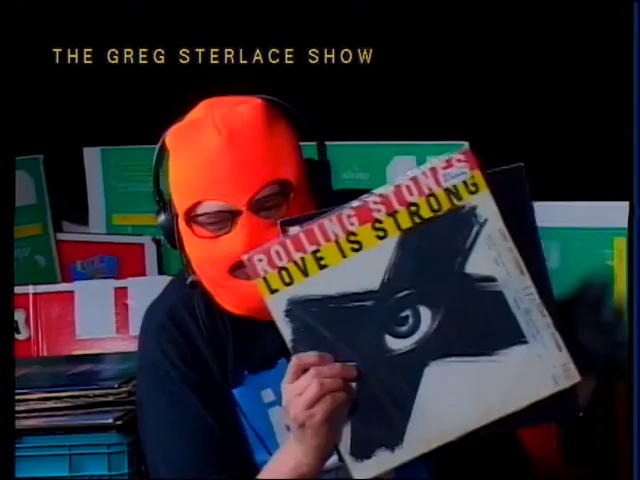 THE GREG STERLACE SHOW
ROLLING STONES
LOVE IS STRONG